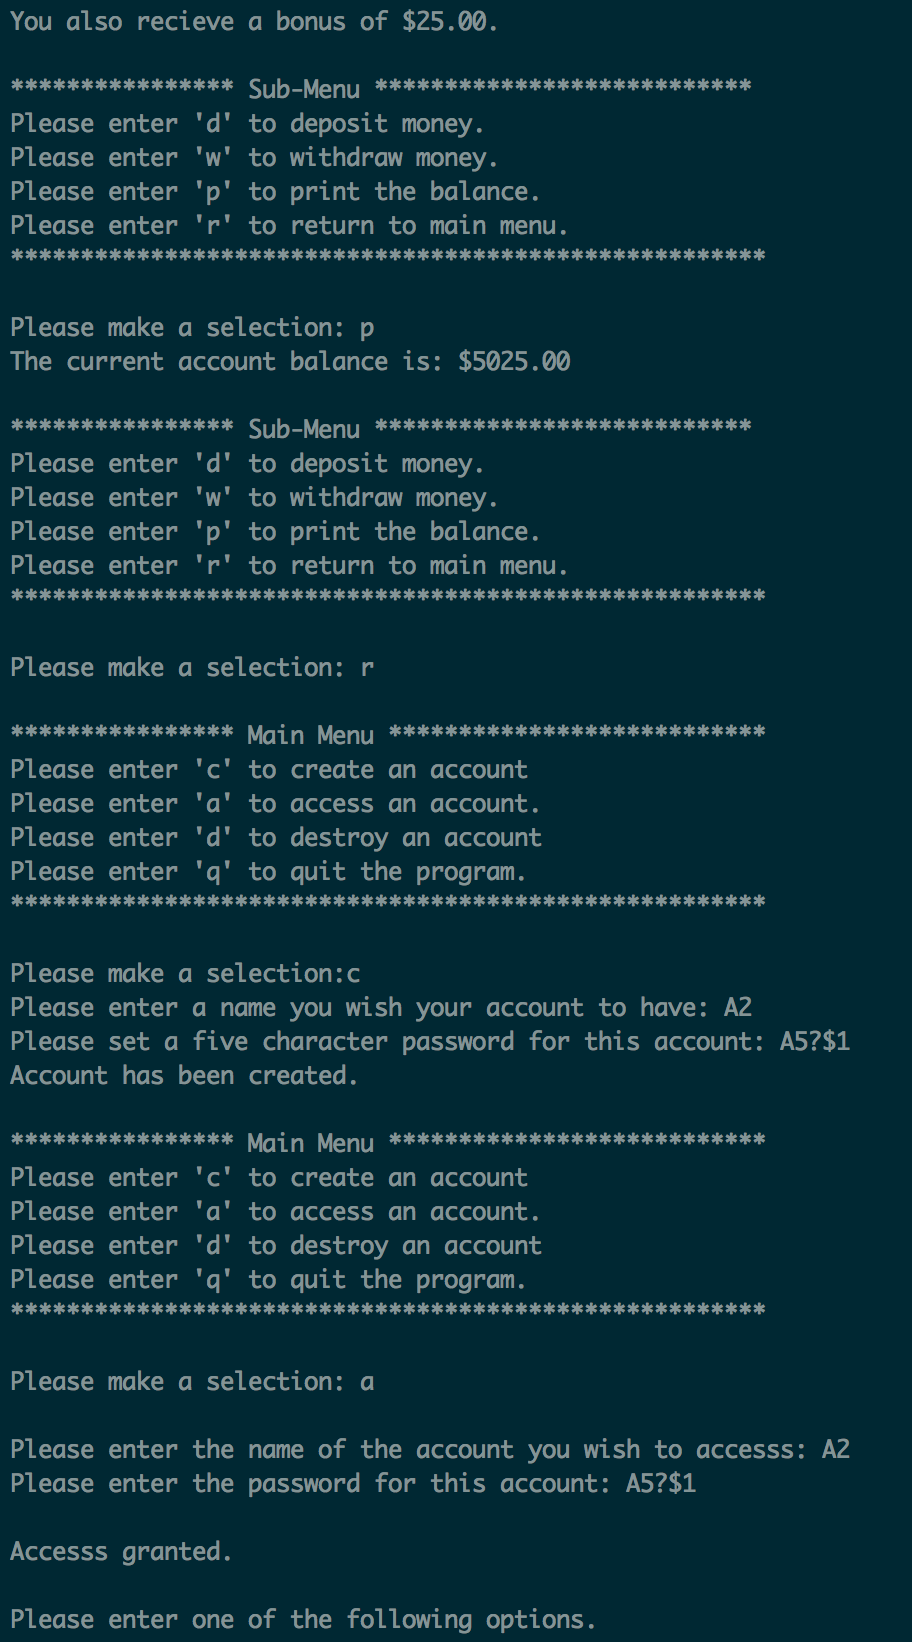 You also recieve a bonus of $25.00.
**************** Sub-Menu ***************************
Please enter 'd' to deposit money.
Please enter 'w' to withdraw money.
Please enter 'p' to print the balance.
Please enter 'r' to return to main menu.
******************************************************
Please make a selection: p
The current account balance is: $5025.00
**************** Sub-Menu ***************************
Please enter 'd' to deposit money.
Please enter 'w' to withdraw money.
Please enter 'p' to print the balance.
Please enter 'r' to return to main menu.
******************************************************
Please make a selection: r
**************** Main Menu ***************************
Please enter 'c' to create an account
Please enter 'a' to access an account.
Please enter 'd' to destroy an account
Please enter 'q' to quit the program.
******************************************************
Please make a selection:c
Please enter a name you wish your account to have: A2
Please set a five character password for this account: A5?$1
Account has been created.
**************** Main Menu ***************************
Please enter 'c' to create an account
Please enter 'a' to access an account.
Please enter 'd' to destroy an account
Please enter 'q' to quit the program.
******************************************************
Please make a selection: a
Please enter the name of the account you wish to accesss: A2
Please enter the password for this account: A5?$1
Accesss granted.
Please enter one of the following options.